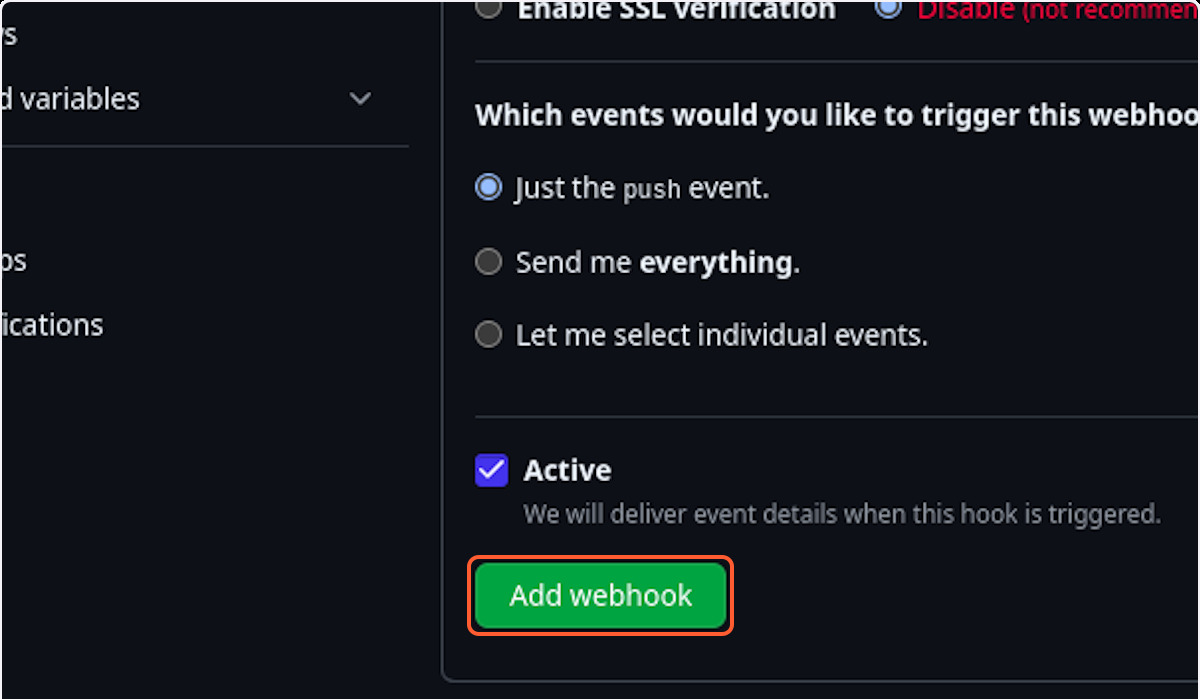 Enable SSL verification Disable (not recommen
s
d variables
Which events would you like to trigger this webhoo
Just the push event.
Send me everything.
os
ications
Let me select individual events.
Active
We will deliver event details when this hook is triggered.
Add webhook